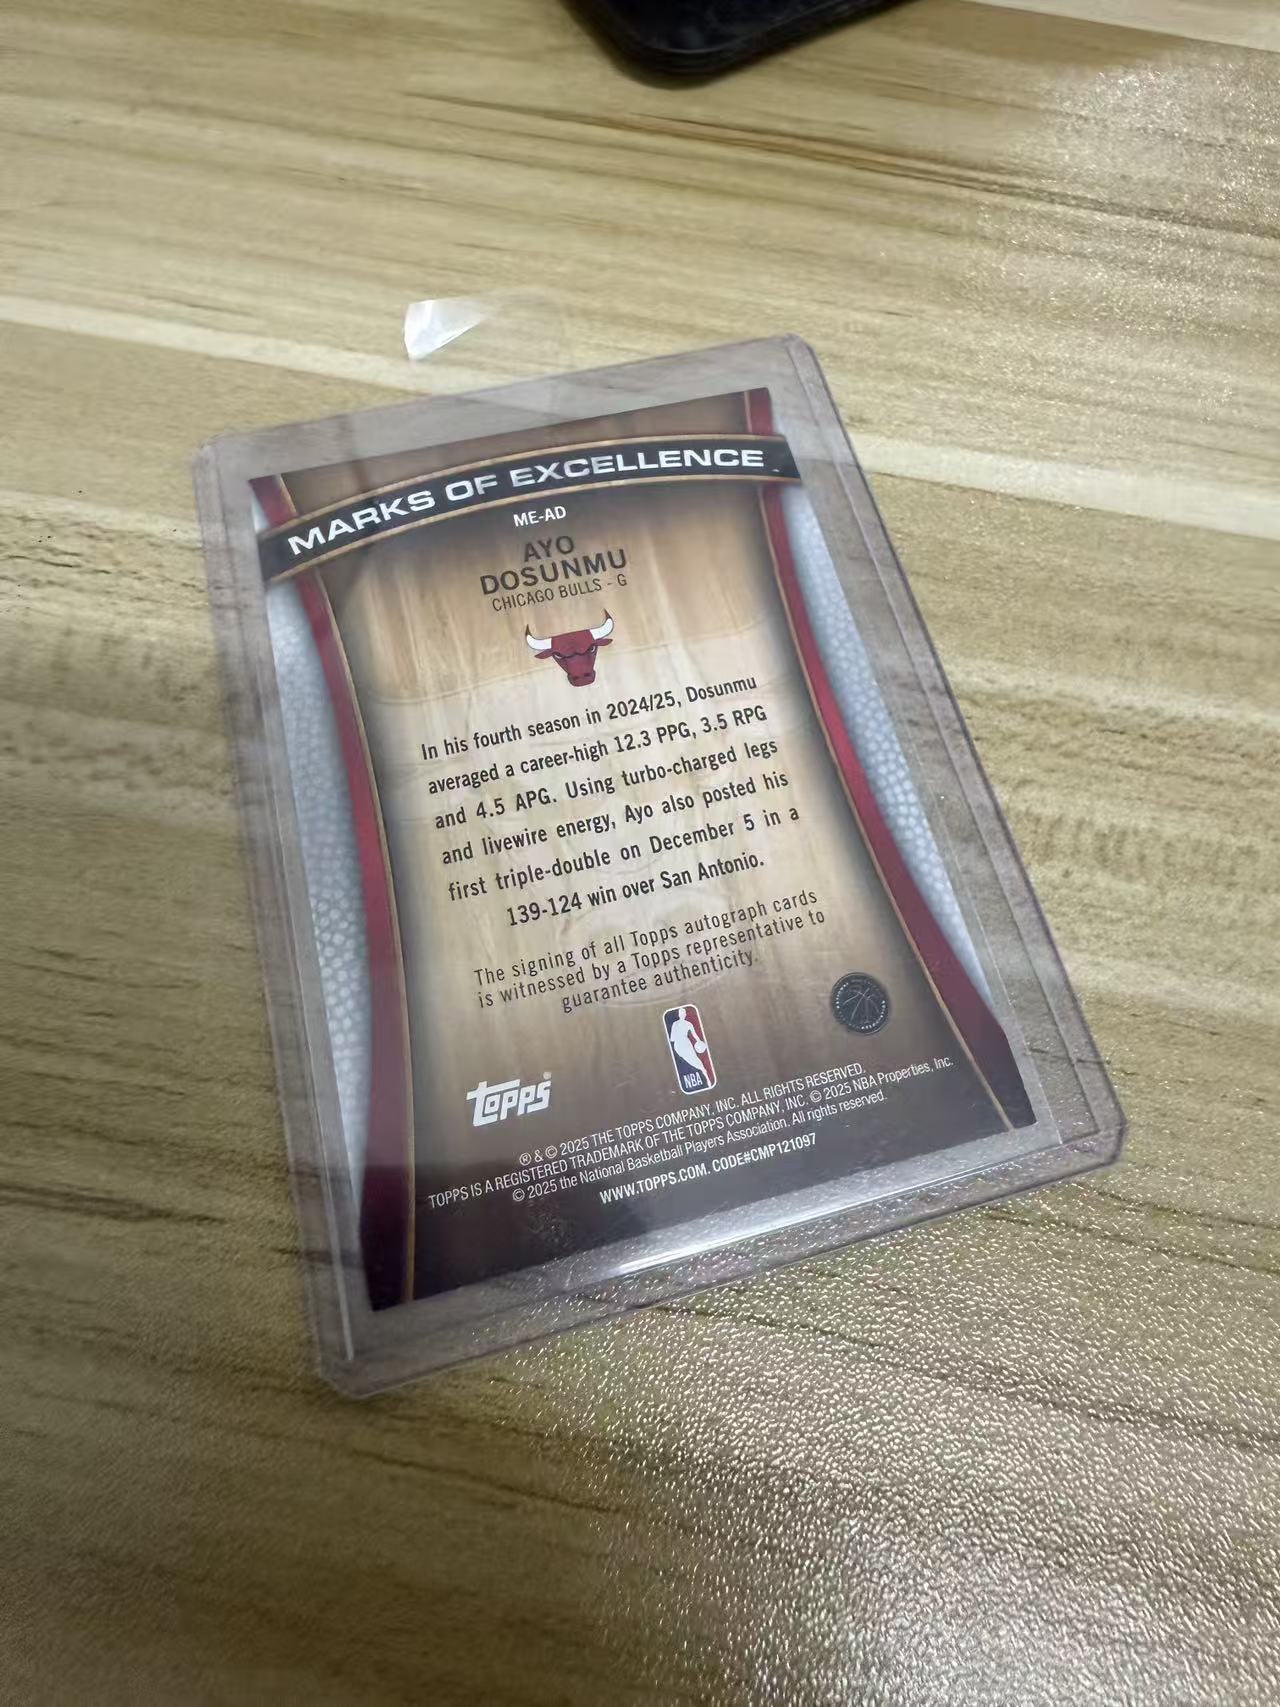 MARKS OF EXCELLENCE
ME-AD
AYO
DOSUNMU
CHICAGO BULLS - G
In his fourth season in 2024/25, Dosunmu
averaged a career-high 12.3 PPG, 3.5 RPG
and 4.5 APG. Using turbo-charged legs
and livewire energy, Ayo also posted his
first triple-double on December 5 in a
139-124 win over San Antonio.
The signing of all Topps autograph cards
is witnessed by a Topps representative to
guarantee authenticity.
NBA
Topps
® & © 2025 THE TOPPS COMPANY, INC. ALL RIGHTS RESERVED.
TOPPS IS A REGISTERED TRADEMARK OF THE TOPPS COMPANY, INC. © 2025 NBA Properties, Inc.
© 2025 the National Basketball Players Association. All rights reserved.
WWW.TOPPS.COM. CODE#CMP121097